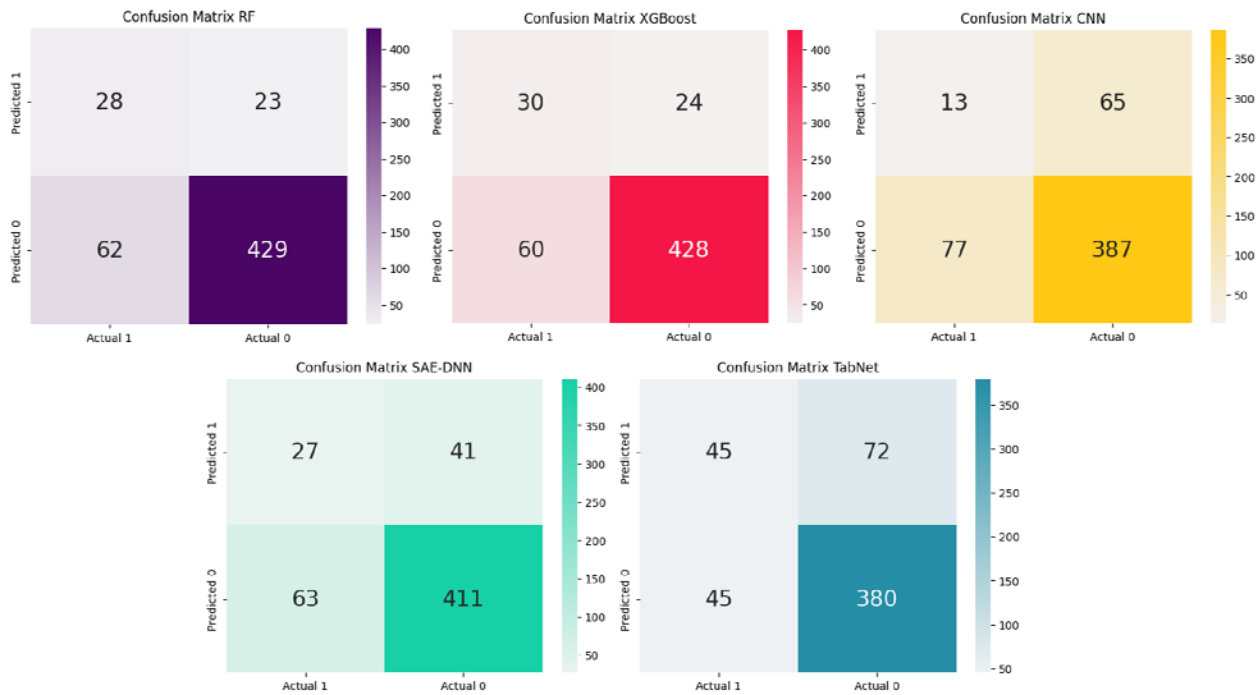 Confusion Matrix RF
Predicted 1
28 23
Predicted 0
62 429
Actual 1 Actual 0
400
350
300
250
200
150
100
50
Confusion Matrix XGBoost
Predicted 1
30 24
Predicted 0
60 428
Actual 1 Actual 0
400
350
300
250
200
150
100
50
Confusion Matrix CNN
Predicted 1
13 65
Predicted 0
77 387
Actual 1 Actual 0
350
300
250
200
150
100
50
Confusion Matrix SAE-DNN
Predicted 1
27 41
Predicted 0
63 411
Actual 1 Actual 0
400
350
300
250
200
150
100
50
Confusion Matrix TabNet
Predicted 1
45 72
Predicted 0
45 380
Actual 1 Actual 0
350
300
250
200
150
100
50